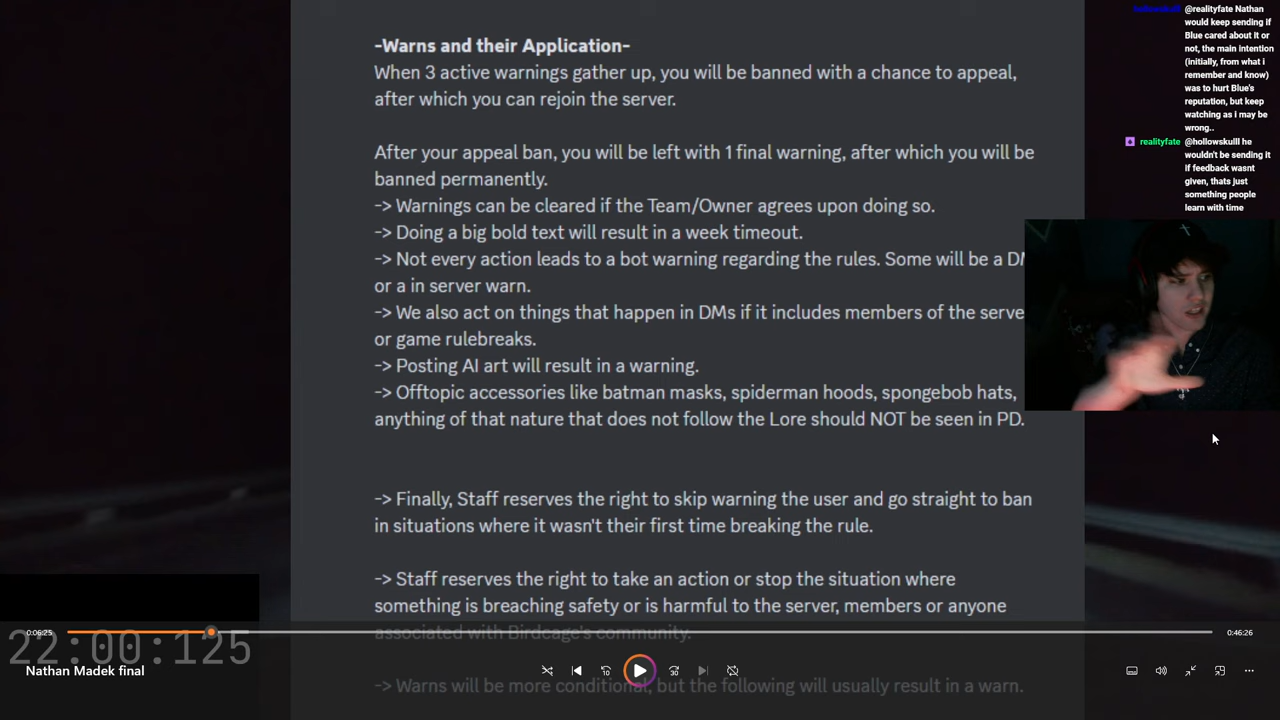 -Warns and their Application-
When 3 active warnings gather up, you will be banned with a chance to appeal,
after which you can rejoin the server.
After your appeal ban, you will be left with 1 final warning, after which you will be
banned permanently.
-> Warnings can be cleared if the Team/Owner agrees upon doing so.
-> Doing a big bold text will result in a week timeout.
-> Not every action leads to a bot warning regarding the rules. Some will be a DM
or a in server warn.
-> We also act on things that happen in DMs if it includes members of the serve
or game rulebreaks.
-> Posting AI art will result in a warning.
-> Offtopic accessories like batman masks, spiderman hoods, spongebob hats,
anything of that nature that does not follow the Lore should NOT be seen in PD.
-> Finally, Staff reserves the right to skip warning the user and go straight to ban
in situations where it wasn't their first time breaking the rule.
-> Staff reserves the right to take an action or stop the situation where
something is breaching safety or is harmful to the server, members or anyone
associated with Birdcage's community.
-> Warns will be more conditional, but the following will usually result in a warn.
hollowskulll @realityfate Nathan
would keep sending if
Blue cared about it or
not, the main intention
(initially, from what i
remember and know)
was to hurt Blue's
reputation, but keep
watching as i may be
wrong..
realityfate @hollowskulll he
wouldn't be sending it
if feedback wasnt
given, thats just
something people
learn with time
0:06:25
0:46:26
22:00:125
Nathan Madek final
10
30